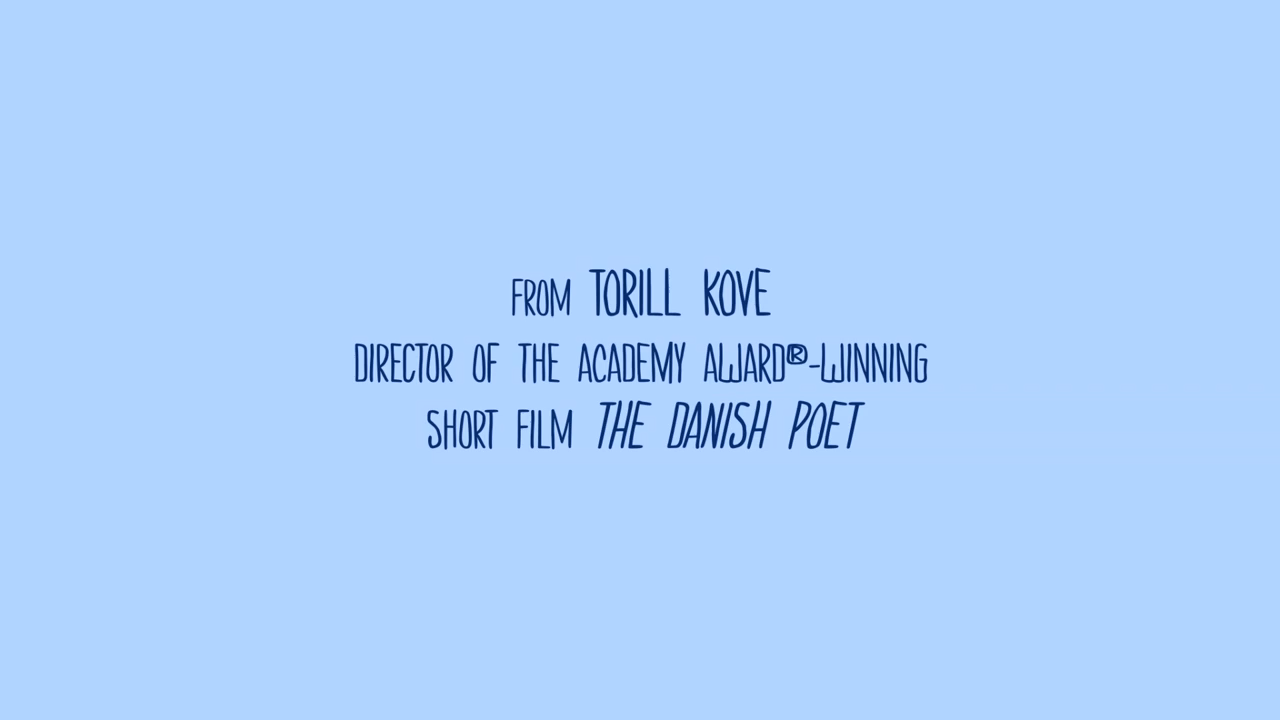 FROM TORILL KOVE
DIRECTOR OF THE ACADEMY AWARD®-WINNING
SHORT FILM THE DANISH POET